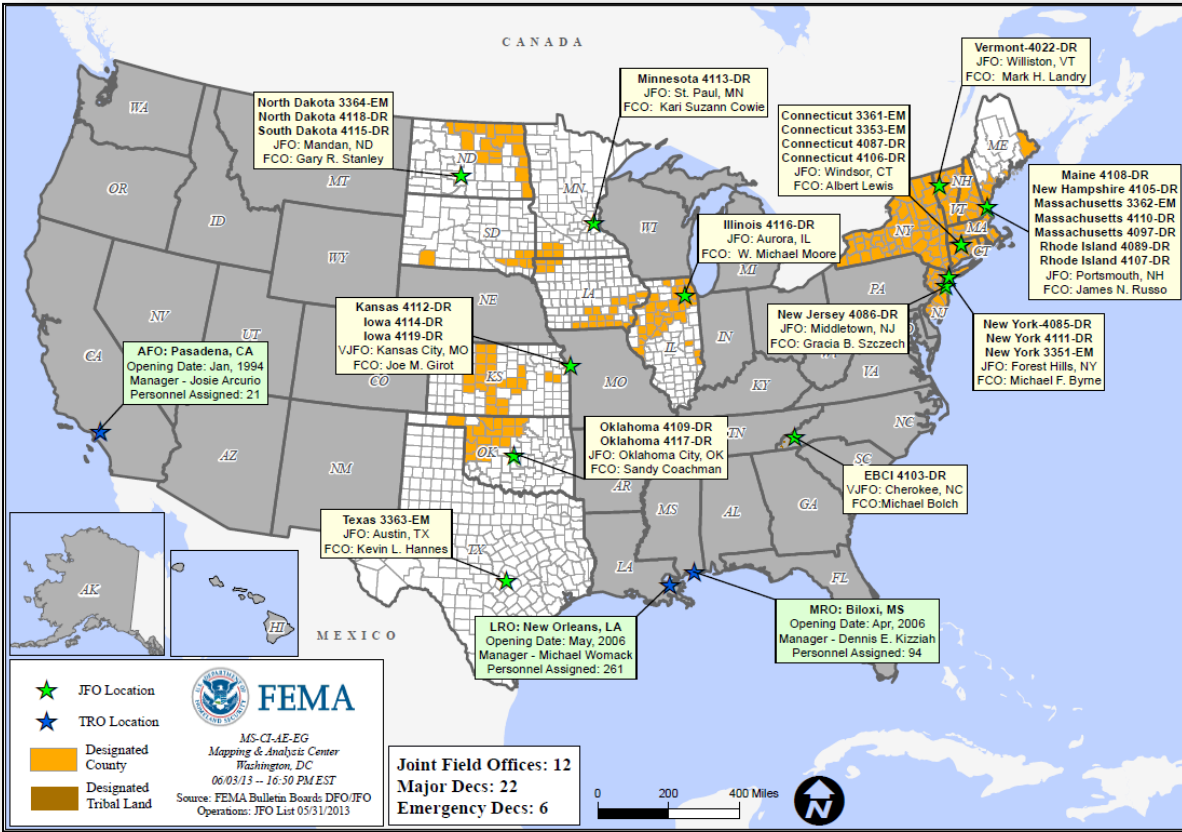 CANADA
Vermont-4022-DR
JFO: Williston, VT
FCO: Mark H. Landry
Minnesota 4113-DR
JFO: St. Paul, MN
FCO: Kari Suzann Cowie
North Dakota 3364-EM
North Dakota 4118-DR
South Dakota 4115-DR
JFO: Mandan, ND
FCO: Gary R. Stanley
Connecticut 3361-EM
Connecticut 3353-EM
Connecticut 4087-DR
Connecticut 4106-DR
JFO: Windsor, CT
FCO: Albert Lewis
Maine 4108-DR
New Hampshire 4105-DR
Massachusetts 3362-EM
Massachusetts 4110-DR
Massachusetts 4097-DR
Rhode Island 4089-DR
Rhode Island 4107-DR
JFO: Portsmouth, NH
FCO: James N. Russo
Illinois 4116-DR
JFO: Aurora, IL
FCO: W. Michael Moore
Kansas 4112-DR
Iowa 4114-DR
Iowa 4119-DR
VJFO: Kansas City, MO
FCO: Joe M. Girot
New Jersey 4086-DR
JFO: Middletown, NJ
FCO: Gracia B. Szczech
New York-4085-DR
New York 4111-DR
New York 3351-EM
JFO: Forest Hills, NY
FCO: Michael F. Byrne
AFO: Pasadena, CA
Opening Date: Jan, 1994
Manager - Josie Arcurio
Personnel Assigned: 21
Oklahoma 4109-DR
Oklahoma 4117-DR
JFO: Oklahoma City, OK
FCO: Sandy Coachman
EBCI 4103-DR
VJFO: Cherokee, NC
FCO:Michael Bolch
Texas 3363-EM
JFO: Austin, TX
FCO: Kevin L. Hannes
LRO: New Orleans, LA
Opening Date: May, 2006
Manager - Michael Womack
Personnel Assigned: 261
MRO: Biloxi, MS
Opening Date: Apr, 2006
Manager - Dennis E. Kizziah
Personnel Assigned: 94
WA
OR
ID
MT
WY
NV
UT
CA
CO
AZ
NM
ND
SD
NE
KS
OK
TX
MN
IA
WI
IL
MI
IN
MO
AR
LA
MS
AL
GA
FL
SC
NC
TN
KY
VA
PA
NY
NJ
CT
MA
VT
NH
ME
AK
HI
MEXICO
JFO Location
TRO Location
Designated
County
Designated
Tribal Land
U.S. DEPARTMENT OF
HOMELAND SECURITY
FEMA
MS-CI-AE-EG
Mapping & Analysis Center
Washington, DC
06/03/13 -- 16:50 PM EST
Source: FEMA Bulletin Boards DFO/JFO
Operations: JFO List 05/31/2013
Joint Field Offices: 12
Major Decs: 22
Emergency Decs: 6
0 200 400 Miles
N